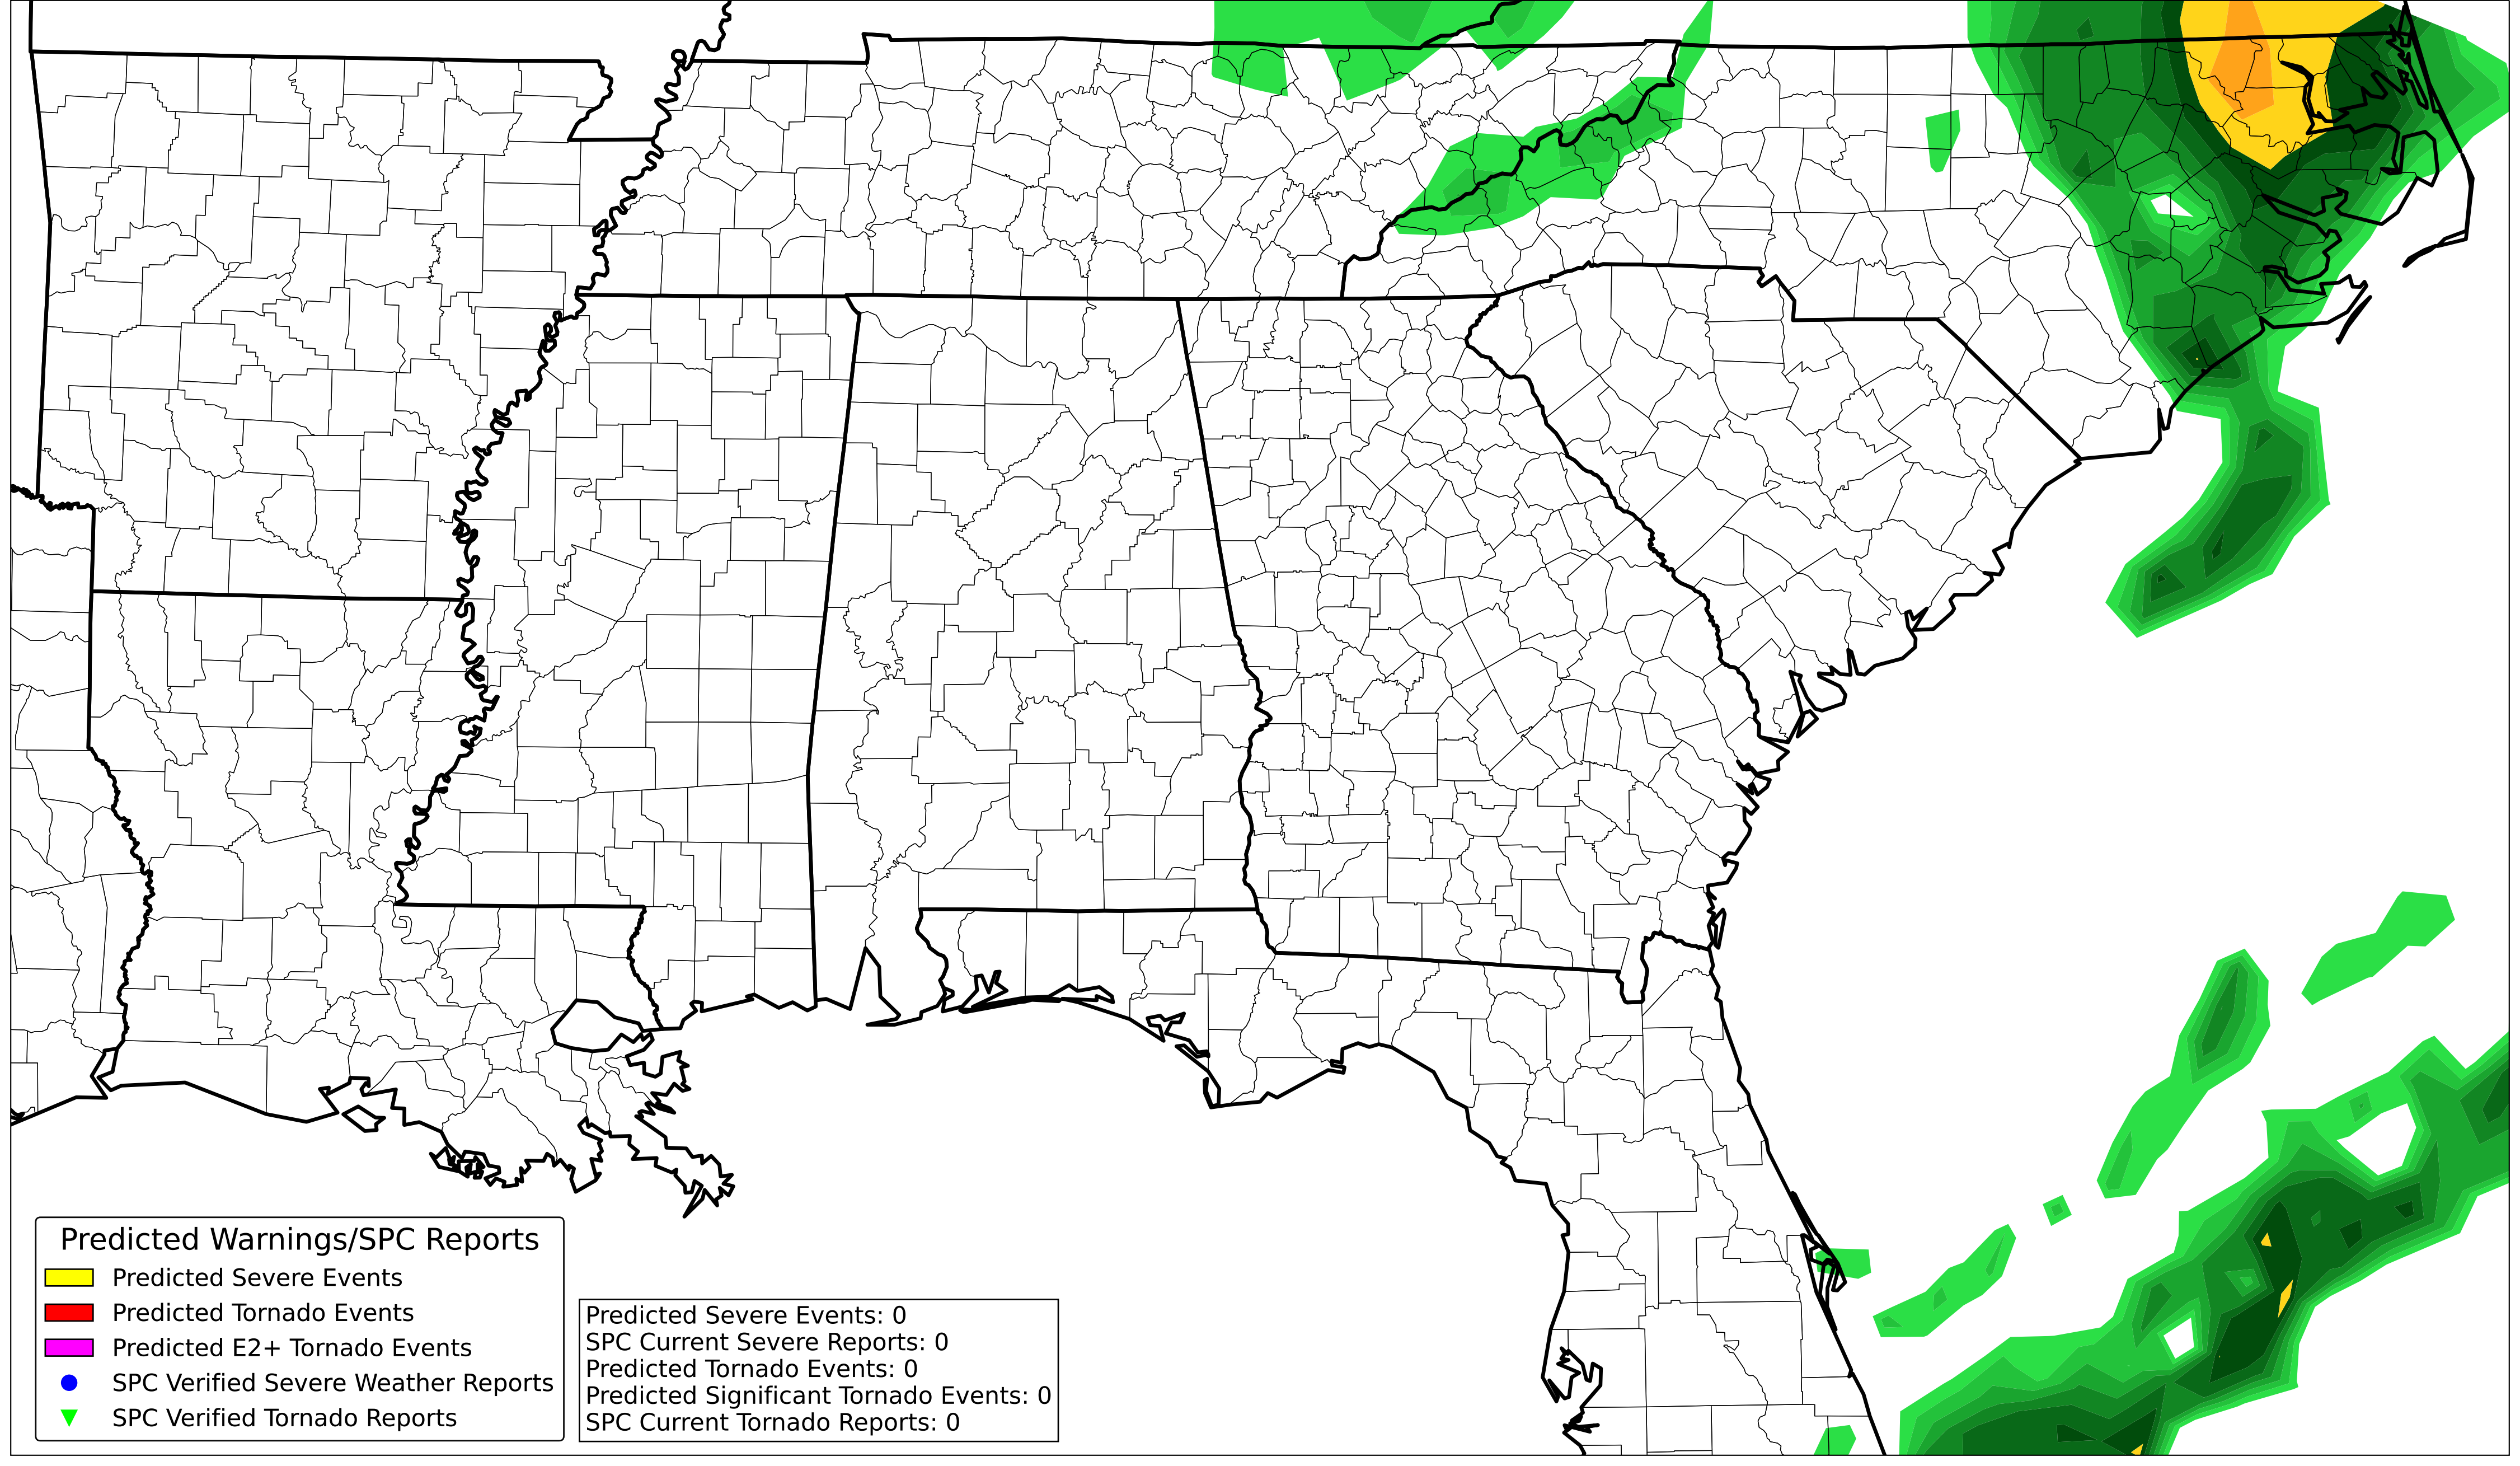 Predicted Warnings/SPC Reports
Predicted Severe Events
Predicted Tornado Events
Predicted E2+ Tornado Events
SPC Verified Severe Weather Reports
SPC Verified Tornado Reports
Predicted Severe Events: 0
SPC Current Severe Reports: 0
Predicted Tornado Events: 0
Predicted Significant Tornado Events: 0
SPC Current Tornado Reports: 0